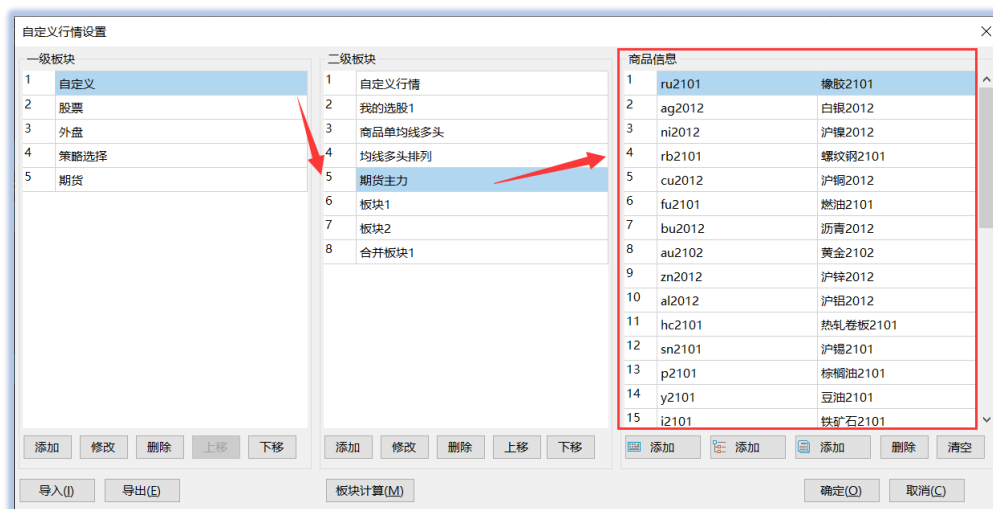 自定义行情设置
一级板块
1 自定义
2 股票
3 外盘
4 策略选择
5 期货
添加 修改 删除 上移 下移
二级板块
1 自定义行情
2 我的选股1
3 商品单均线多头
4 均线多头排列
5 期货主力
6 板块1
7 板块2
8 合并板块1
添加 修改 删除 上移 下移
商品信息
1 ru2101 橡胶2101
2 ag2012 白银2012
3 ni2012 沪镍2012
4 rb2101 螺纹钢2101
5 cu2012 沪铜2012
6 fu2101 燃油2101
7 bu2012 沥青2012
8 au2102 黄金2102
9 zn2012 沪锌2012
10 al2012 沪铝2012
11 hc2101 热轧卷板2101
12 sn2101 沪锡2101
13 p2101 棕榈油2101
14 y2101 豆油2101
15 i2101 铁矿石2101
添加 添加 添加 删除 清空
导入(I) 导出(E) 板块计算(M) 确定(O) 取消(C)